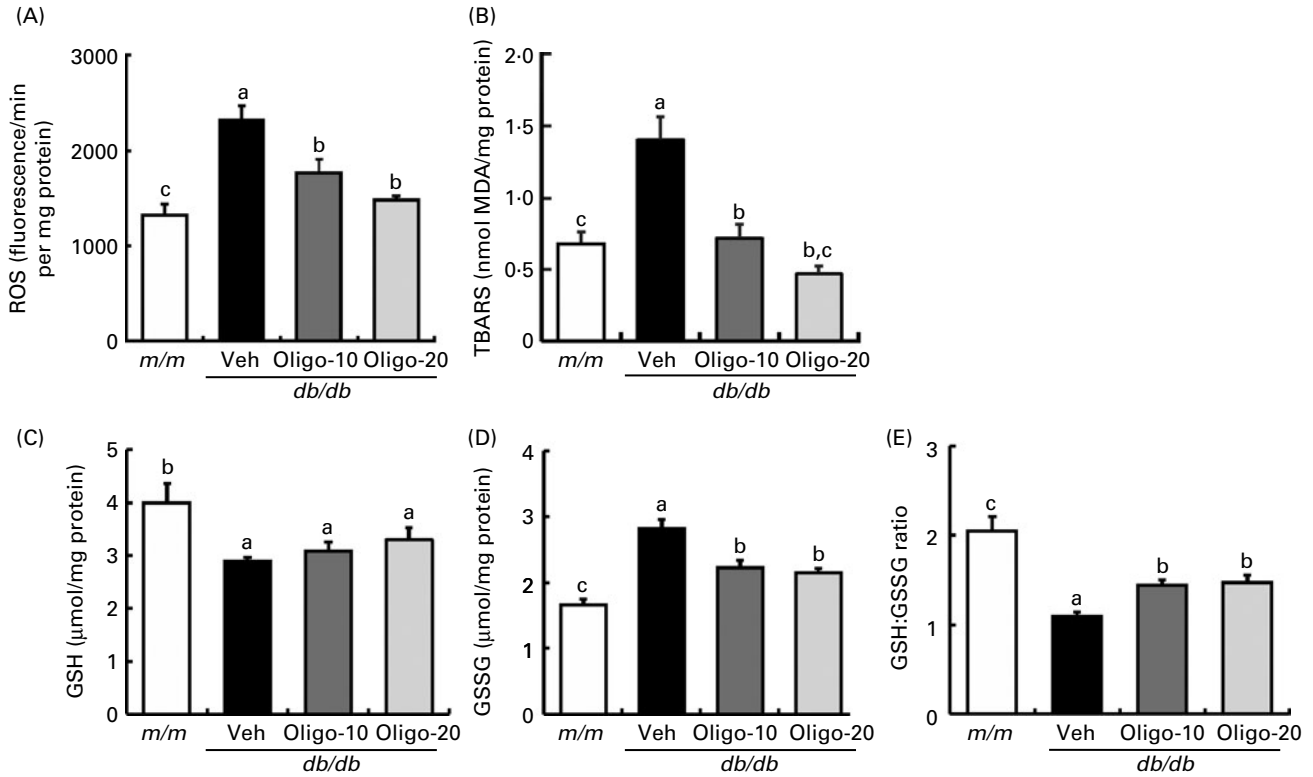 (A)
ROS (fluorescence/min
per mg protein)
3000
2000
1000
0
c
a
b
b
m/m
Veh
Oligo-10
Oligo-20
db/db
(B)
TBARS (nmol MDA/mg protein)
2·0
1·5
1·0
0·5
0
c
a
b
b,c
m/m
Veh
Oligo-10
Oligo-20
db/db
(C)
GSH (μmol/mg protein)
5
4
3
2
1
0
b
a
a
a
m/m
Veh
Oligo-10
Oligo-20
db/db
(D)
GSSG (μmol/mg protein)
4
3
2
1
0
c
a
b
b
m/m
Veh
Oligo-10
Oligo-20
db/db
(E)
GSH:GSSG ratio
3
2
1
0
c
a
b
b
m/m
Veh
Oligo-10
Oligo-20
db/db